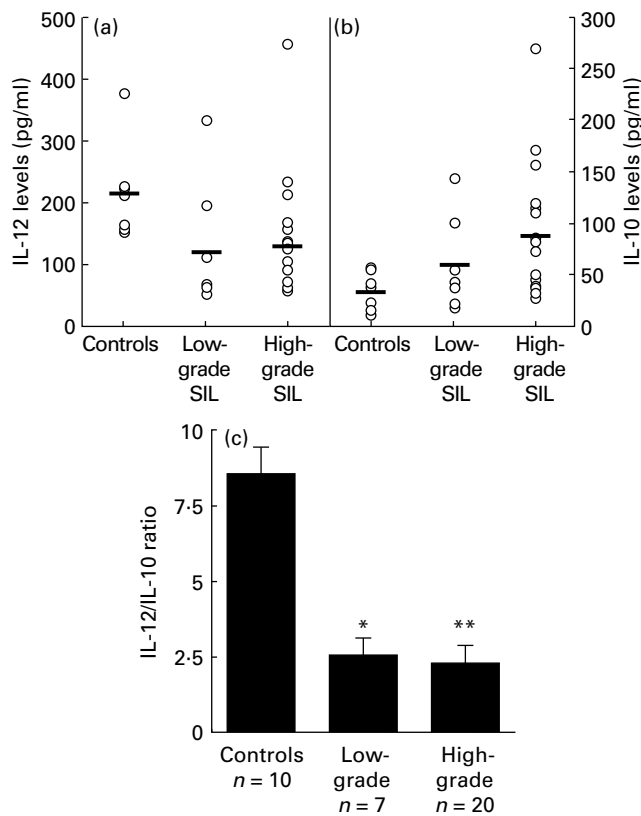 (a)
(b)
IL-12 levels (pg/ml)
500
400
300
200
100
0
300
250
200
150
100
50
0
IL-10 levels (pg/ml)
Controls
Low-
grade
SIL
High-
grade
SIL
Controls
Low-
grade
SIL
High-
grade
SIL
(c)
IL-12/IL-10 ratio
10
7·5
5
2·5
0
*
**
Controls
n = 10
Low-
grade
n = 7
High-
grade
n = 20